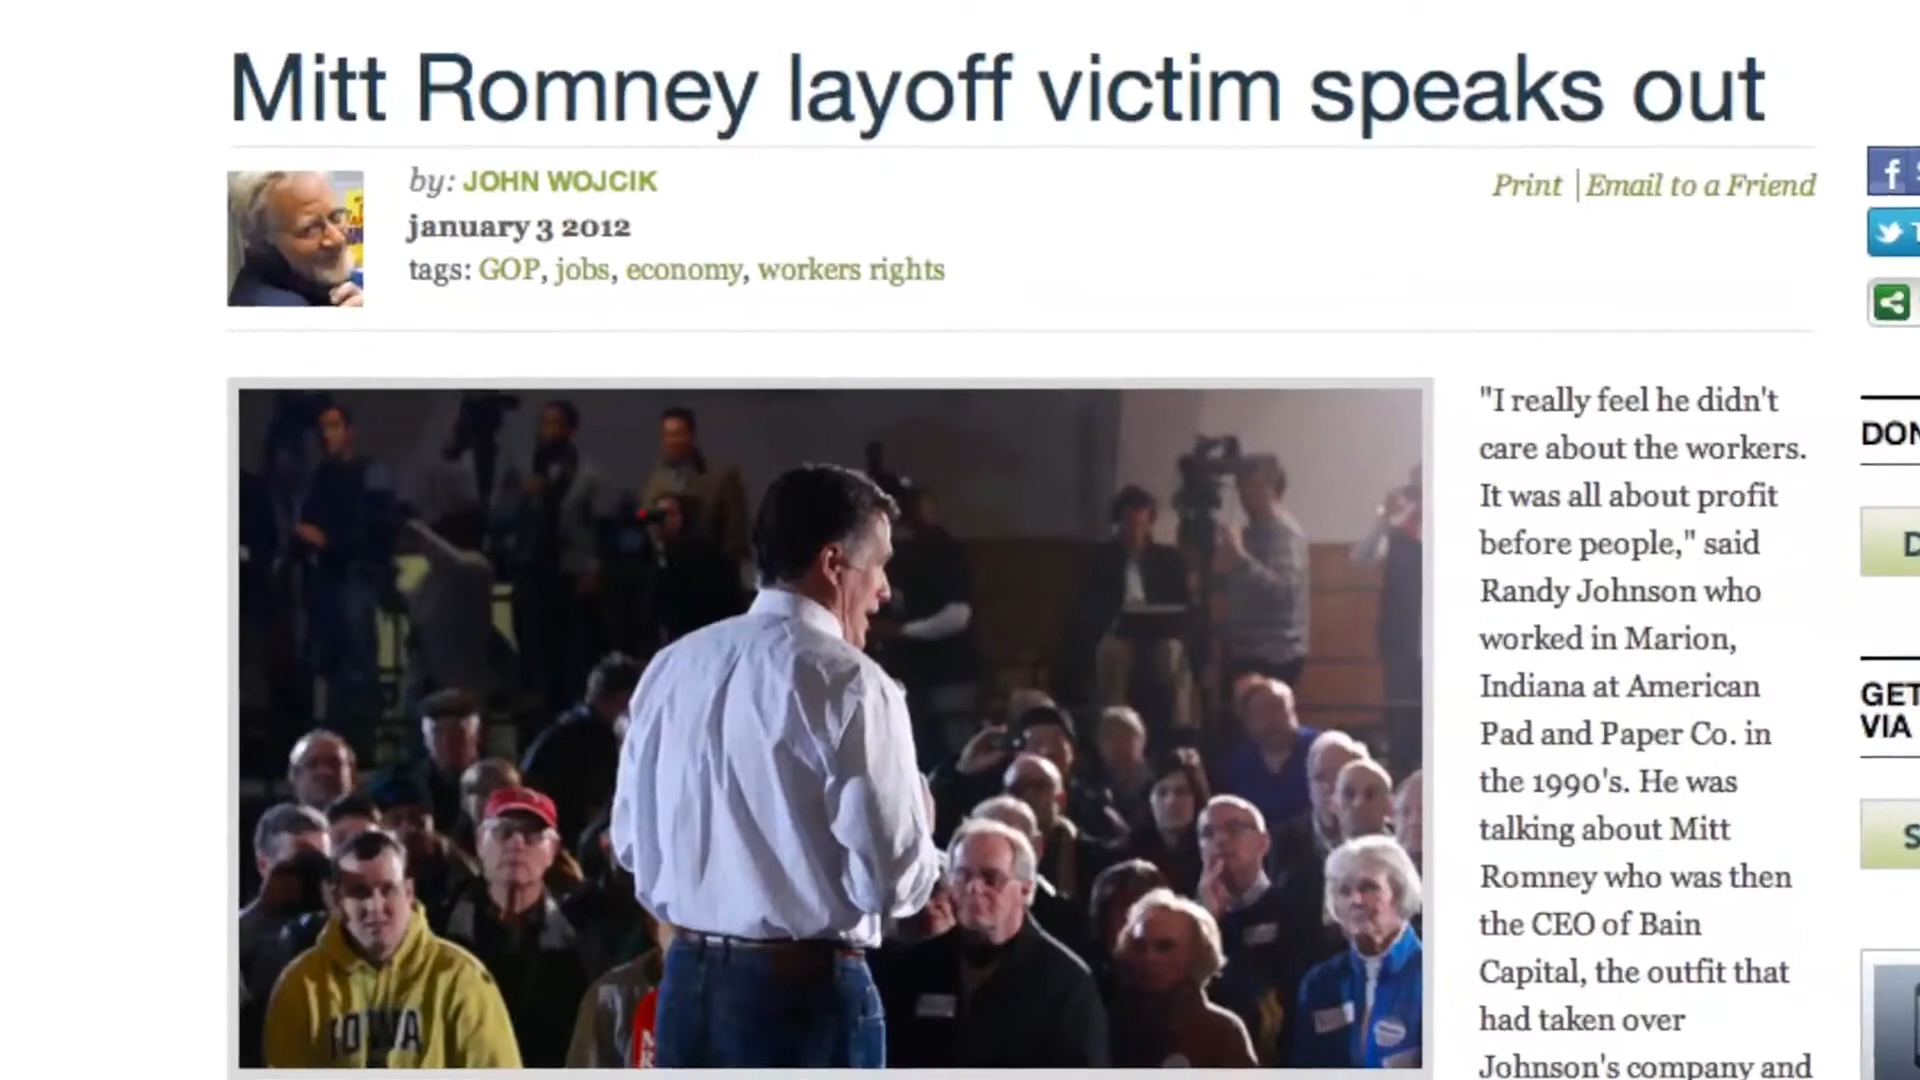 Mitt Romney layoff victim speaks out
by: JOHN WOJCIK
january 3 2012
tags: GOP, jobs, economy, workers rights
Print | Email to a Friend
"I really feel he didn't
care about the workers.
It was all about profit
before people," said
Randy Johnson who
worked in Marion,
Indiana at American
Pad and Paper Co. in
the 1990's. He was
talking about Mitt
Romney who was then
the CEO of Bain
Capital, the outfit that
had taken over
Johnson's company and
IOWA
f
DON
GET
VIA
S